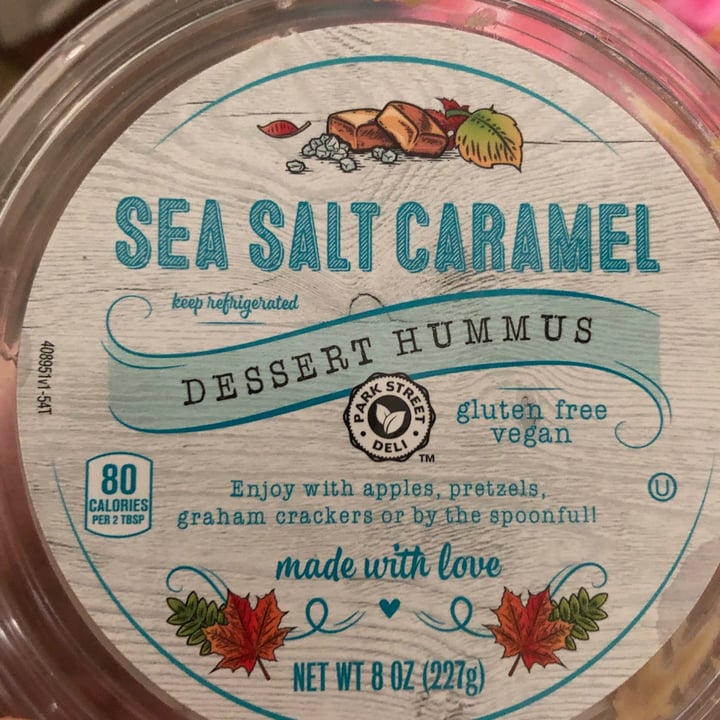 SEA SALT CARAMEL
keep refrigerated
DESSERT HUMMUS
PARK STREET
DELI
TM
gluten free
vegan
408951v1-54T
80
CALORIES
PER 2 TBSP
Enjoy with apples, pretzels,
graham crackers or by the spoonful!
U
made with love
NET WT 8 OZ (227g)